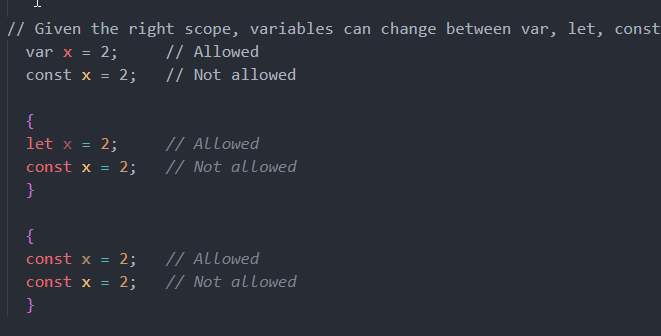 // Given the right scope, variables can change between var, let, const
var x = 2; // Allowed
const x = 2; // Not allowed
{
let x = 2; // Allowed
const x = 2; // Not allowed
}
{
const x = 2; // Allowed
const x = 2; // Not allowed
}